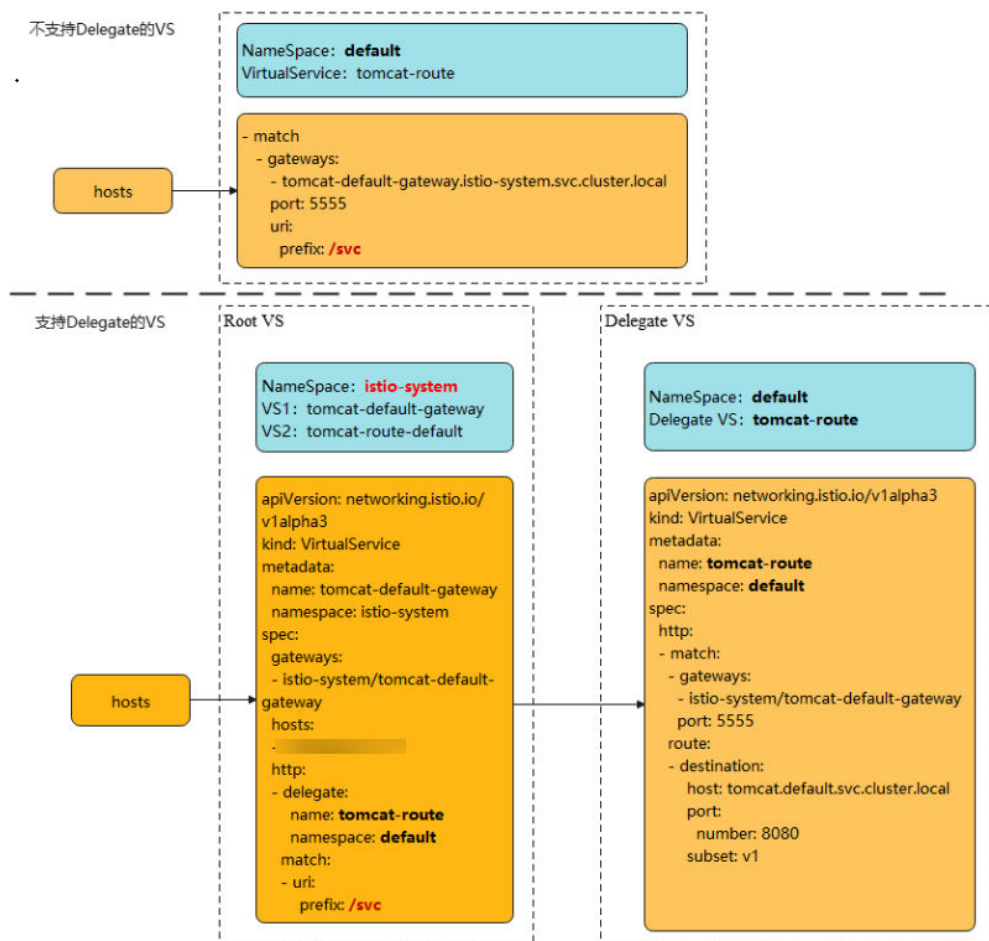 不支持Delegate的VS
NameSpace：default
VirtualService：tomcat-route
- match
- gateways:
- tomcat-default-gateway.istio-system.svc.cluster.local
port: 5555
uri:
prefix: /svc
hosts
支持Delegate的VS
Root VS
NameSpace：istio-system
VS1：tomcat-default-gateway
VS2：tomcat-route-default
apiVersion: networking.istio.io/
v1alpha3
kind: VirtualService
metadata:
name: tomcat-default-gateway
namespace: istio-system
spec:
gateways:
- istio-system/tomcat-default-
gateway
hosts:
-
http:
- delegate:
name: tomcat-route
namespace: default
match:
- uri:
prefix: /svc
hosts
Delegate VS
NameSpace：default
Delegate VS：tomcat-route
apiVersion: networking.istio.io/v1alpha3
kind: VirtualService
metadata:
name: tomcat-route
namespace: default
spec:
http:
- match:
- gateways:
- istio-system/tomcat-default-gateway
port: 5555
route:
- destination:
host: tomcat.default.svc.cluster.local
port:
number: 8080
subset: v1